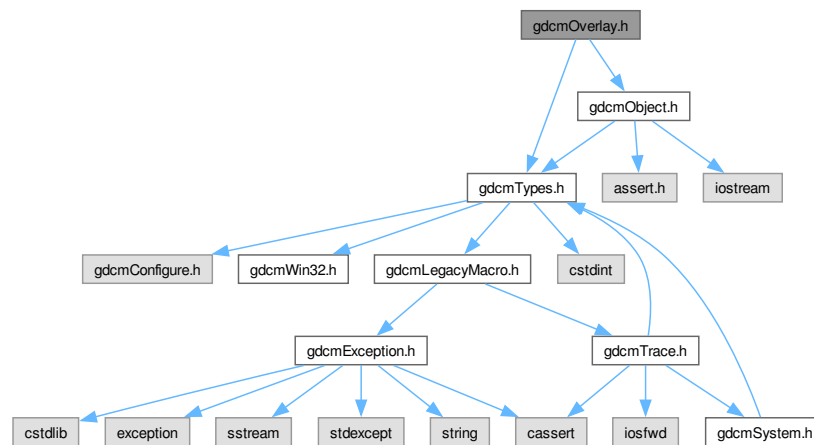 gdcmOverlay.h
gdcmObject.h
gdcmTypes.h
assert.h
iostream
gdcmConfigure.h
gdcmWin32.h
gdcmLegacyMacro.h
cstdint
gdcmException.h
gdcmTrace.h
cstdlib
exception
sstream
stdexcept
string
cassert
iosfwd
gdcmSystem.h